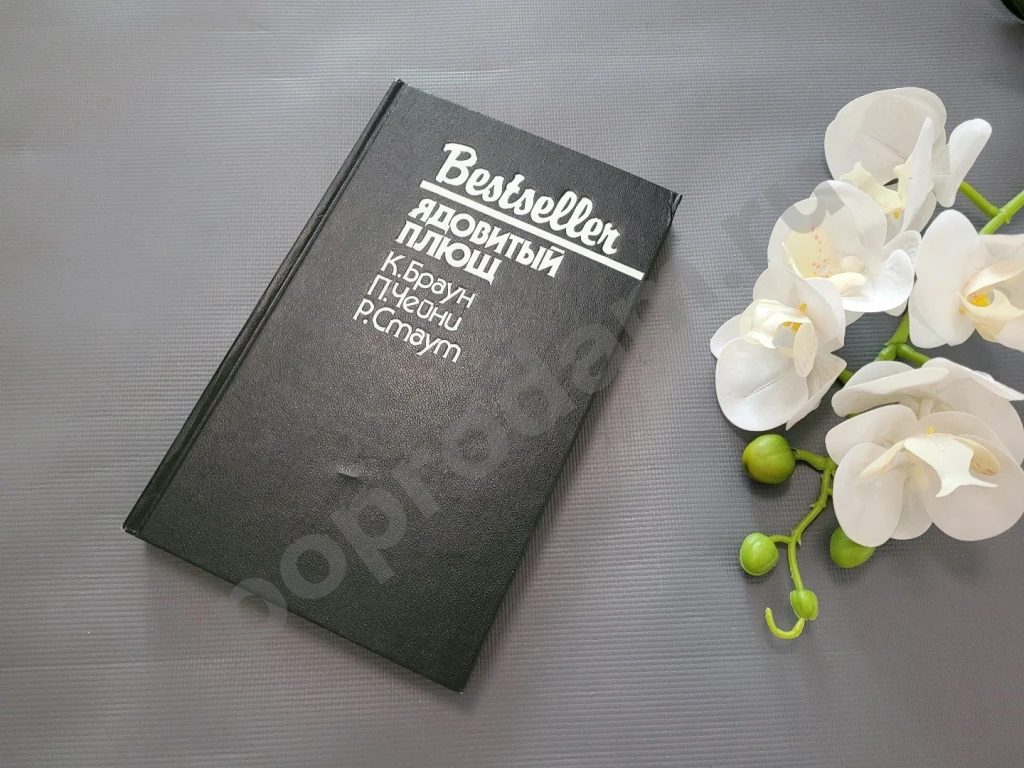 Bestseller
ЯДОВИТЫЙ
ПЛЮЩ
К.Браун
П.Чейни
Р.Стаут